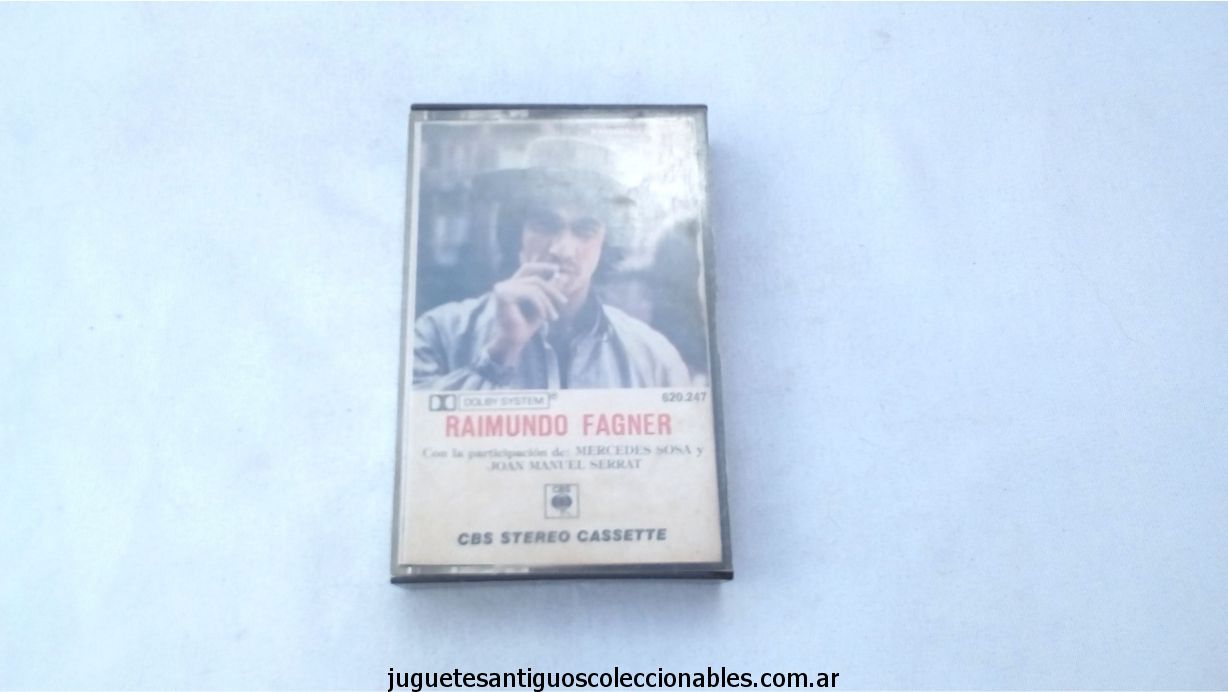 DOLBY SYSTEM®
620.247
RAIMUNDO FAGNER
Con la participación de: MERCEDES SOSA y
JOAN MANUEL SERRAT
CBS
CBS STEREO CASSETTE
juguetesantiguoscoleccionables.com.ar